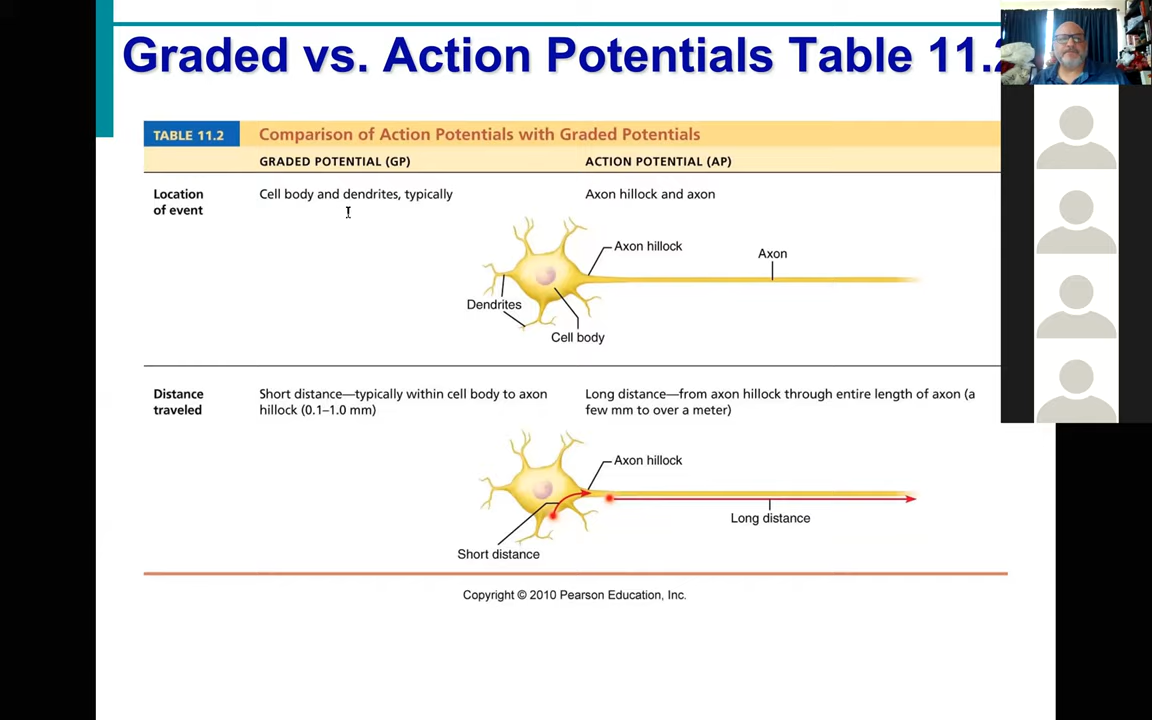 Graded vs. Action Potentials Table 11.2
TABLE 11.2 Comparison of Action Potentials with Graded Potentials
GRADED POTENTIAL (GP) ACTION POTENTIAL (AP)
Location
of event
Cell body and dendrites, typically
Axon hillock and axon
Axon hillock
Axon
Dendrites
Cell body
Distance
traveled
Short distance—typically within cell body to axon
hillock (0.1–1.0 mm)
Long distance—from axon hillock through entire length of axon (a
few mm to over a meter)
Axon hillock
Long distance
Short distance
Copyright © 2010 Pearson Education, Inc.